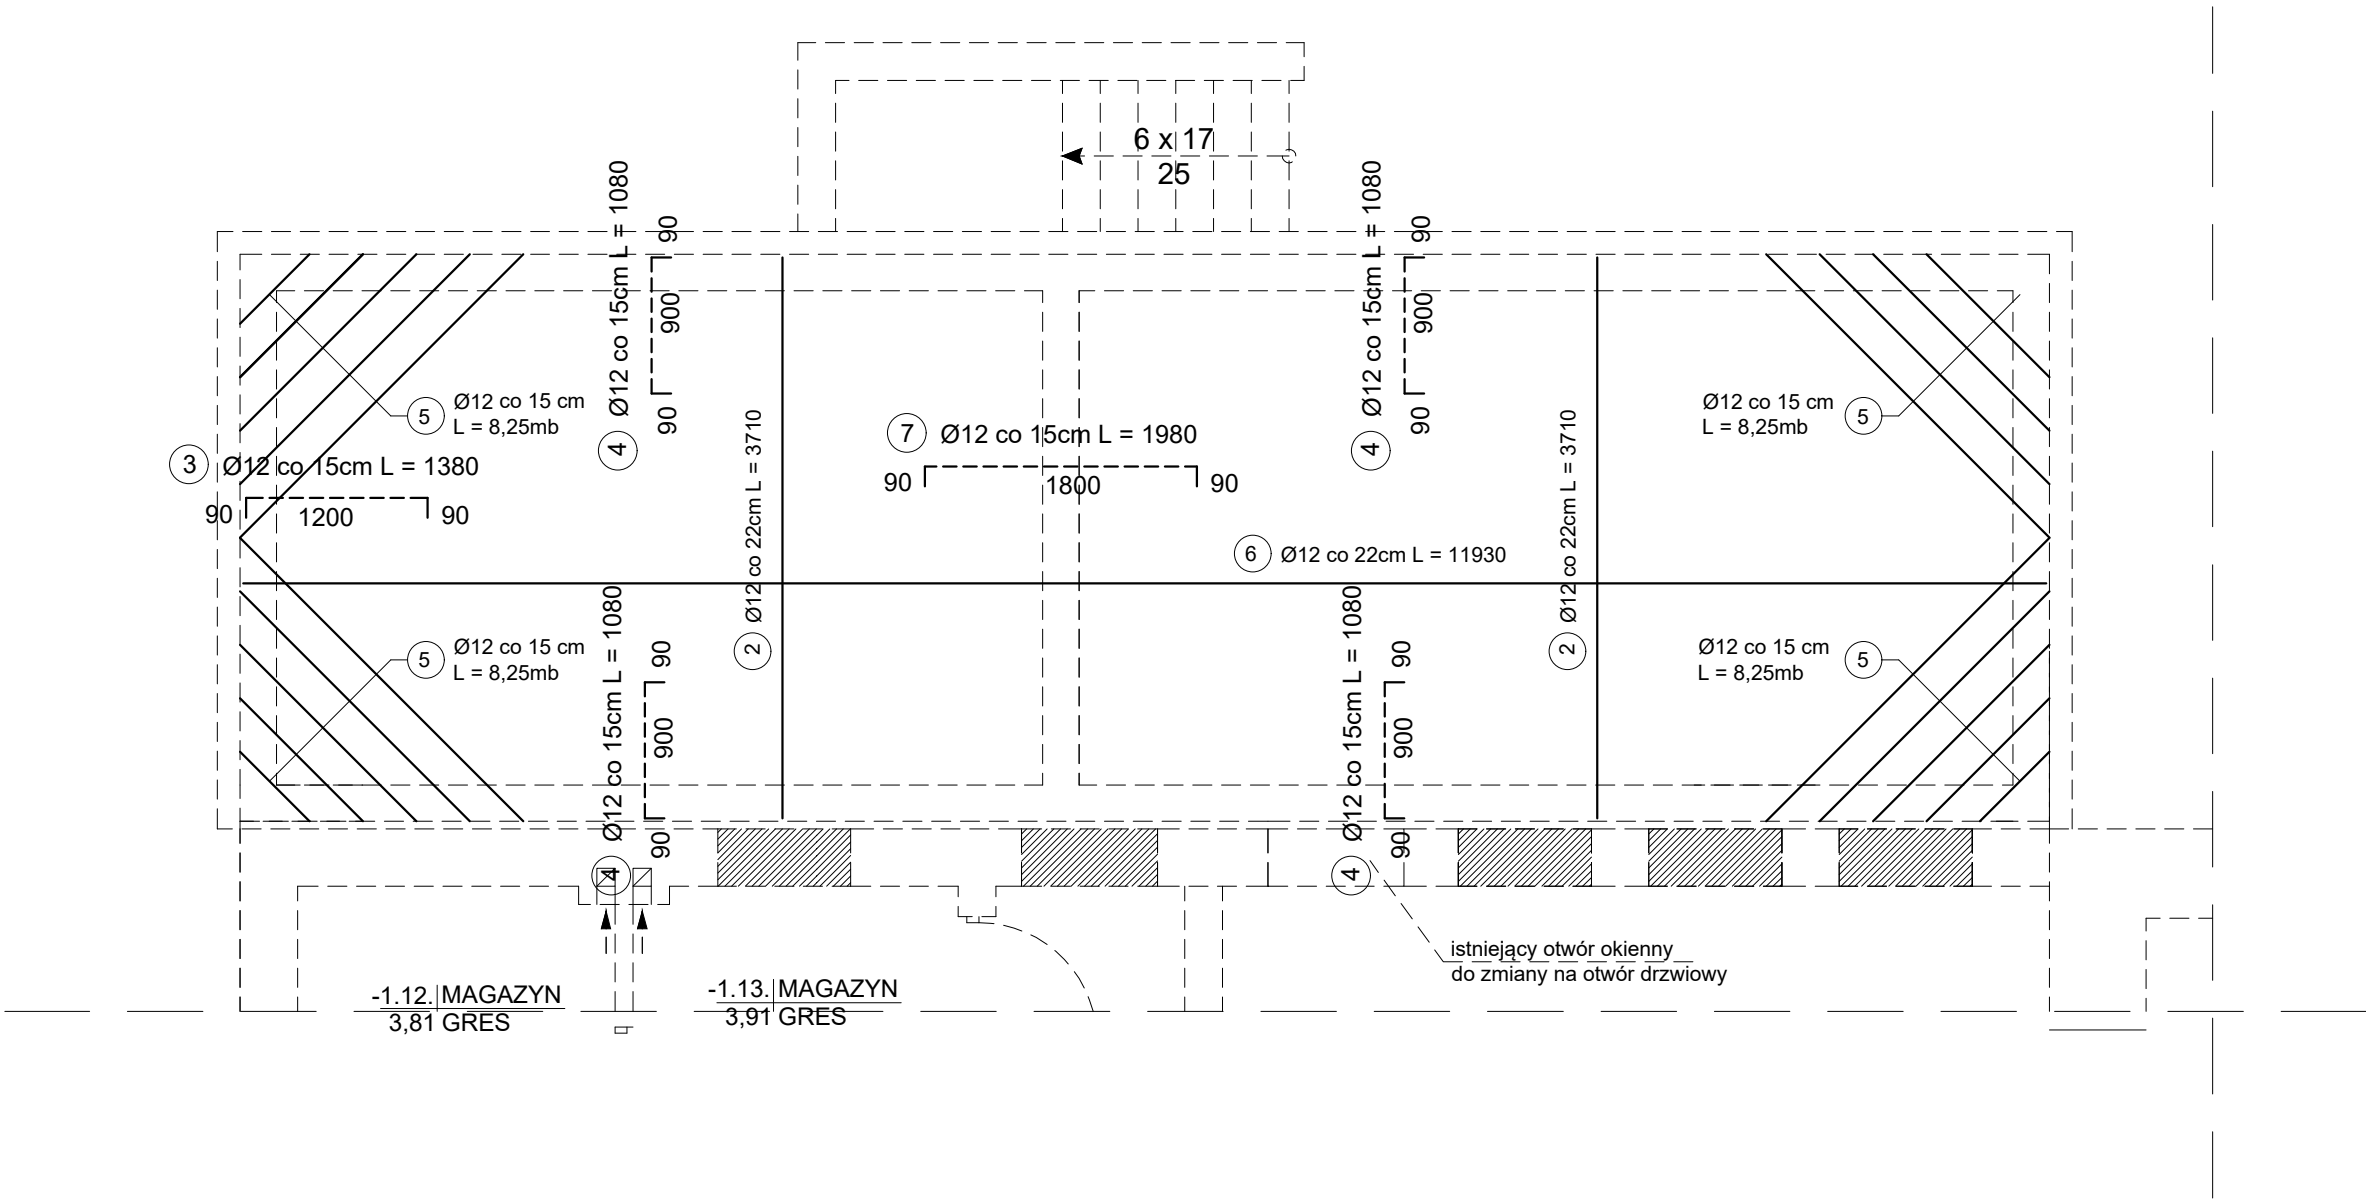 6 x 17
25
Ø12 co 15cm L = 1080
90
900
90
4
Ø12 co 15cm L = 1080
90
900
90
4
5
Ø12 co 15 cm
L = 8,25mb
Ø12 co 15 cm
L = 8,25mb
5
3
Ø12 co 15cm L = 1380
90
1200
90
7
Ø12 co 15cm L = 1980
90
1800
90
2
Ø12 co 22cm L = 3710
2
Ø12 co 22cm L = 3710
6
Ø12 co 22cm L = 11930
5
Ø12 co 15 cm
L = 8,25mb
Ø12 co 15 cm
L = 8,25mb
5
Ø12 co 15cm L = 1080
90
900
90
4
Ø12 co 15cm L = 1080
90
900
90
4
istniejący otwór okienny
do zmiany na otwór drzwiowy
-1.12. MAGAZYN
3,81 GRES
-1.13. MAGAZYN
3,91 GRES